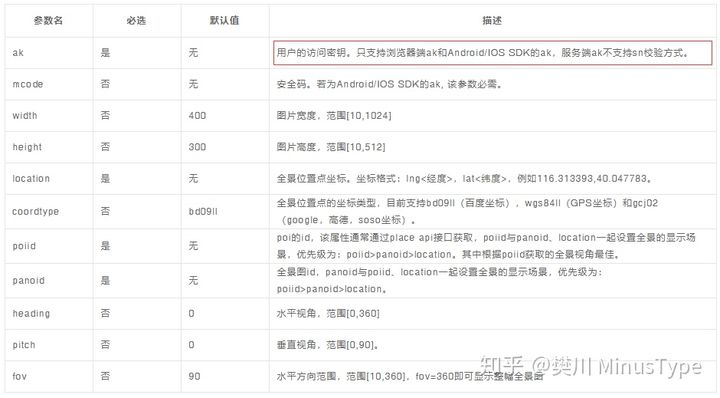 参数名 必选 默认值 描述
ak 是 无 用户的访问密钥。只支持浏览器端ak和Android/IOS SDK的ak，服务端ak不支持sn校验方式。
mcode 否 无 安全码。若为Android/IOS SDK的ak, 该参数必需。
width 否 400 图片宽度，范围[10,1024]
height 否 300 图片高度，范围[10,512]
location 是 无 全景位置点坐标。坐标格式：lng<经度>，lat<纬度>，例如116.313393,40.047783。
coordtype 否 bd09ll 全景位置点的坐标类型，目前支持bd09ll（百度坐标），wgs84ll（GPS坐标）和gcj02
（google，高德，soso坐标）。
poiid 是 无 poi的id，该属性通常通过place api接口获取，poiid与panoid、location一起设置全景的显示场
景，优先级为：poiid>panoid>location。其中根据poiid获取的全景视角最佳。
panoid 是 无 全景图id，panoid与poiid、location一起设置全景的显示场景，优先级为：
poiid>panoid>location。
heading 否 0 水平视角，范围[0,360]
pitch 否 0 垂直视角，范围[0,90]。
fov 否 90 水平方向范围，范围[10,360]，fov=360即可显示整幅全景图
知乎 @樊川 MinusType